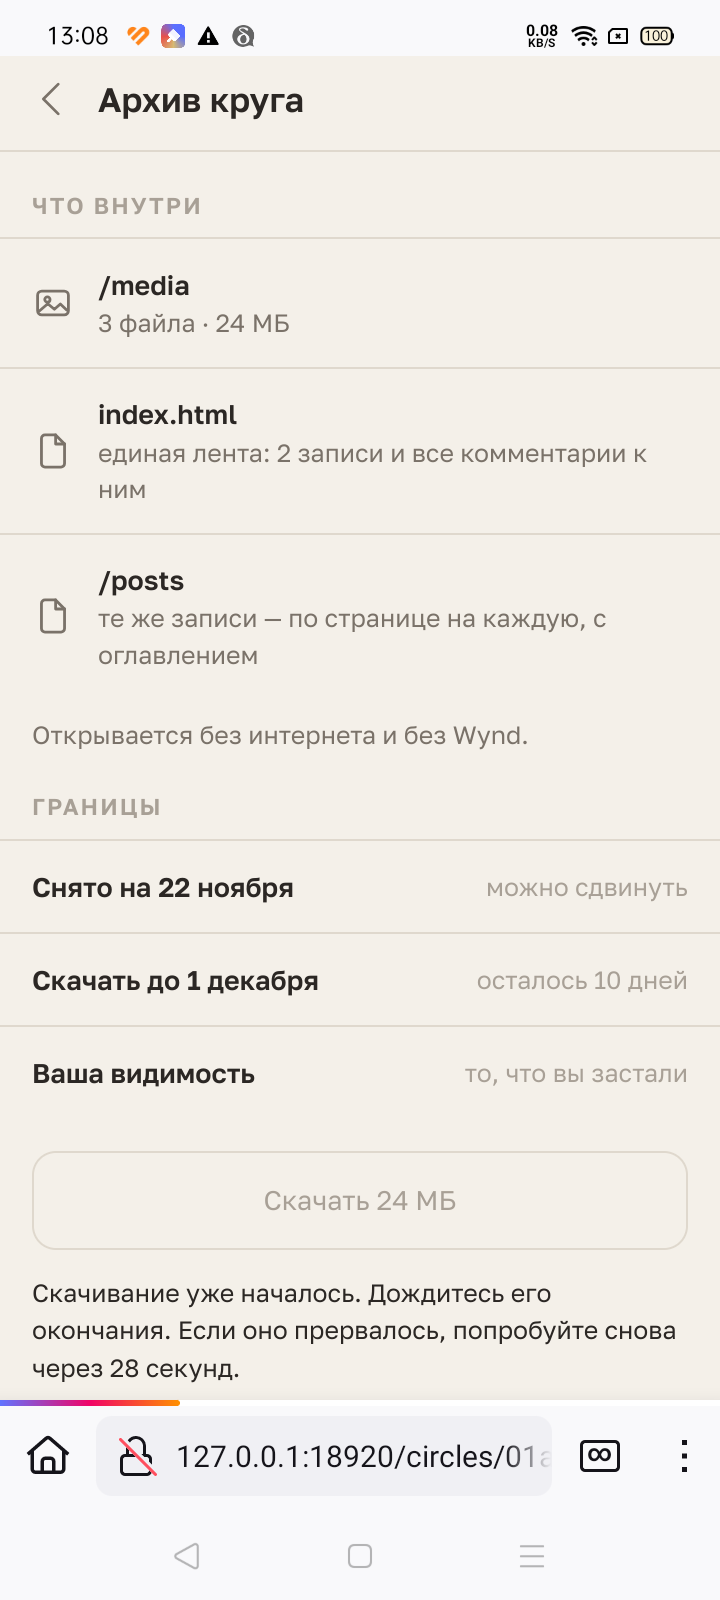 13:08
0.08
KB/S
100
Архив круга
ЧТО ВНУТРИ
/media
3 файла · 24 МБ
index.html
единая лента: 2 записи и все комментарии к
ним
/posts
те же записи — по странице на каждую, с
оглавлением
Открывается без интернета и без Wynd.
ГРАНИЦЫ
Снято на 22 ноября
можно сдвинуть
Скачать до 1 декабря
осталось 10 дней
Ваша видимость
то, что вы застали
Скачать 24 МБ
Скачивание уже началось. Дождитесь его
окончания. Если оно прервалось, попробуйте снова
через 28 секунд.
127.0.0.1:18920/circles/01a